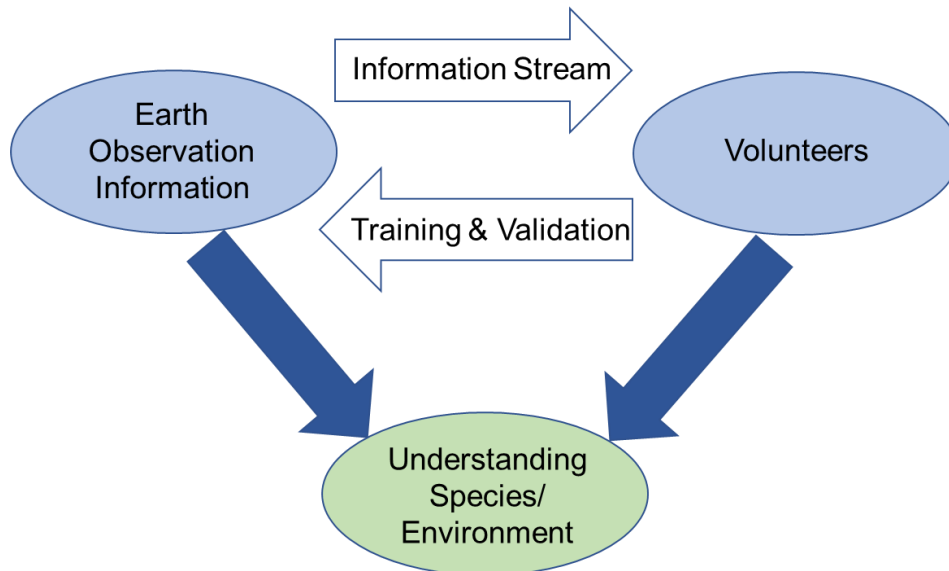 Information Stream
Earth
Observation
Information
Volunteers
Training & Validation
Understanding
Species/
Environment